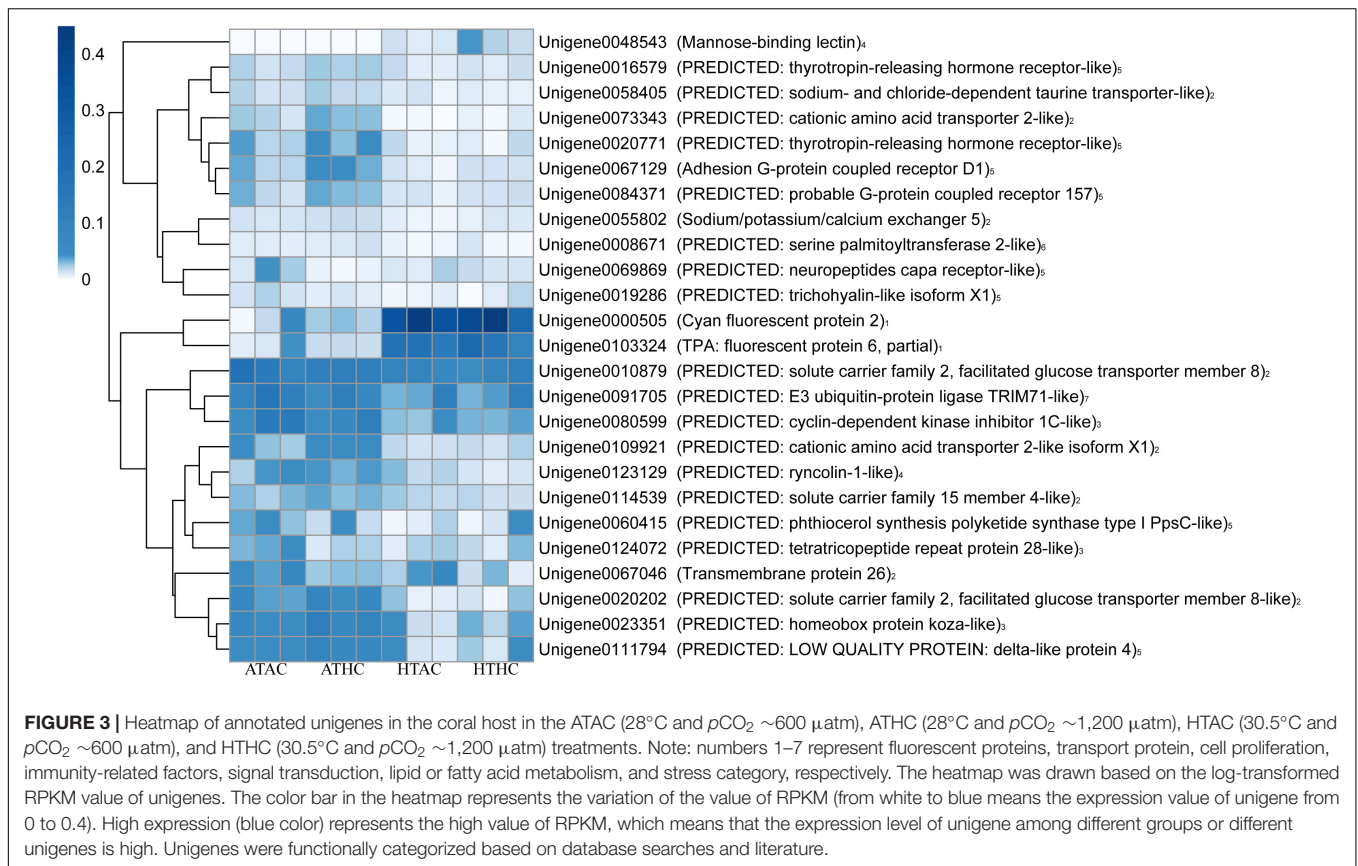 0.4
0.3
0.2
0.1
0
Unigene0048543 (Mannose-binding lectin)4
Unigene0016579 (PREDICTED: thyrotropin-releasing hormone receptor-like)5
Unigene0058405 (PREDICTED: sodium- and chloride-dependent taurine transporter-like)2
Unigene0073343 (PREDICTED: cationic amino acid transporter 2-like)2
Unigene0020771 (PREDICTED: thyrotropin-releasing hormone receptor-like)5
Unigene0067129 (Adhesion G-protein coupled receptor D1)5
Unigene0084371 (PREDICTED: probable G-protein coupled receptor 157)5
Unigene0055802 (Sodium/potassium/calcium exchanger 5)2
Unigene0008671 (PREDICTED: serine palmitoyltransferase 2-like)6
Unigene0069869 (PREDICTED: neuropeptides capa receptor-like)5
Unigene0019286 (PREDICTED: trichohyalin-like isoform X1)5
Unigene0000505 (Cyan fluorescent protein 2)1
Unigene0103324 (TPA: fluorescent protein 6, partial)1
Unigene0010879 (PREDICTED: solute carrier family 2, facilitated glucose transporter member 8)2
Unigene0091705 (PREDICTED: E3 ubiquitin-protein ligase TRIM71-like)7
Unigene0080599 (PREDICTED: cyclin-dependent kinase inhibitor 1C-like)3
Unigene0109921 (PREDICTED: cationic amino acid transporter 2-like isoform X1)2
Unigene0123129 (PREDICTED: ryncolin-1-like)4
Unigene0114539 (PREDICTED: solute carrier family 15 member 4-like)2
Unigene0060415 (PREDICTED: phthiocerol synthesis polyketide synthase type I PpsC-like)5
Unigene0124072 (PREDICTED: tetratricopeptide repeat protein 28-like)3
Unigene0067046 (Transmembrane protein 26)2
Unigene0020202 (PREDICTED: solute carrier family 2, facilitated glucose transporter member 8-like)2
Unigene0023351 (PREDICTED: homeobox protein koza-like)3
Unigene0111794 (PREDICTED: LOW QUALITY PROTEIN: delta-like protein 4)5
ATAC ATHC HTAC HTHC
FIGURE 3 | Heatmap of annotated unigenes in the coral host in the ATAC (28°C and pCO2 ~600 µatm), ATHC (28°C and pCO2 ~1,200 µatm), HTAC (30.5°C and
pCO2 ~600 µatm), and HTHC (30.5°C and pCO2 ~1,200 µatm) treatments. Note: numbers 1–7 represent fluorescent proteins, transport protein, cell proliferation,
immunity-related factors, signal transduction, lipid or fatty acid metabolism, and stress category, respectively. The heatmap was drawn based on the log-transformed
RPKM value of unigenes. The color bar in the heatmap represents the variation of the value of RPKM (from white to blue means the expression value of unigene from
0 to 0.4). High expression (blue color) represents the high value of RPKM, which means that the expression level of unigene among different groups or different
unigenes is high. Unigenes were functionally categorized based on database searches and literature.